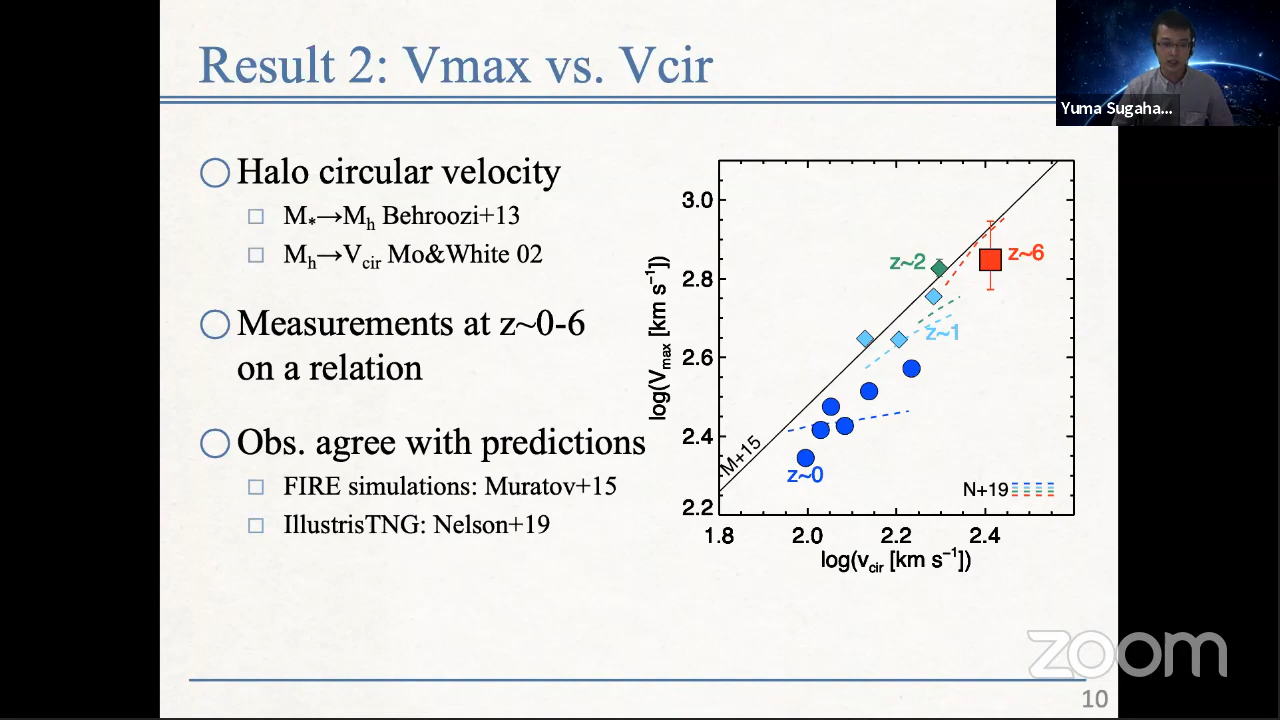 Result 2: Vmax vs. Vcir
Yuma Sugaha...
Halo circular velocity
M*→Mh Behroozi+13
Mh→Vcir Mo&White 02
Measurements at z~0-6
on a relation
Obs. agree with predictions
FIRE simulations: Muratov+15
IllustrisTNG: Nelson+19
log(Vmax [km s−1])
3.0
2.8
2.6
2.4
2.2
z~2
z~6
z~1
M+15
z~0
N+19
1.8
2.0
2.2
2.4
log(vcir [km s−1])
zoom
10